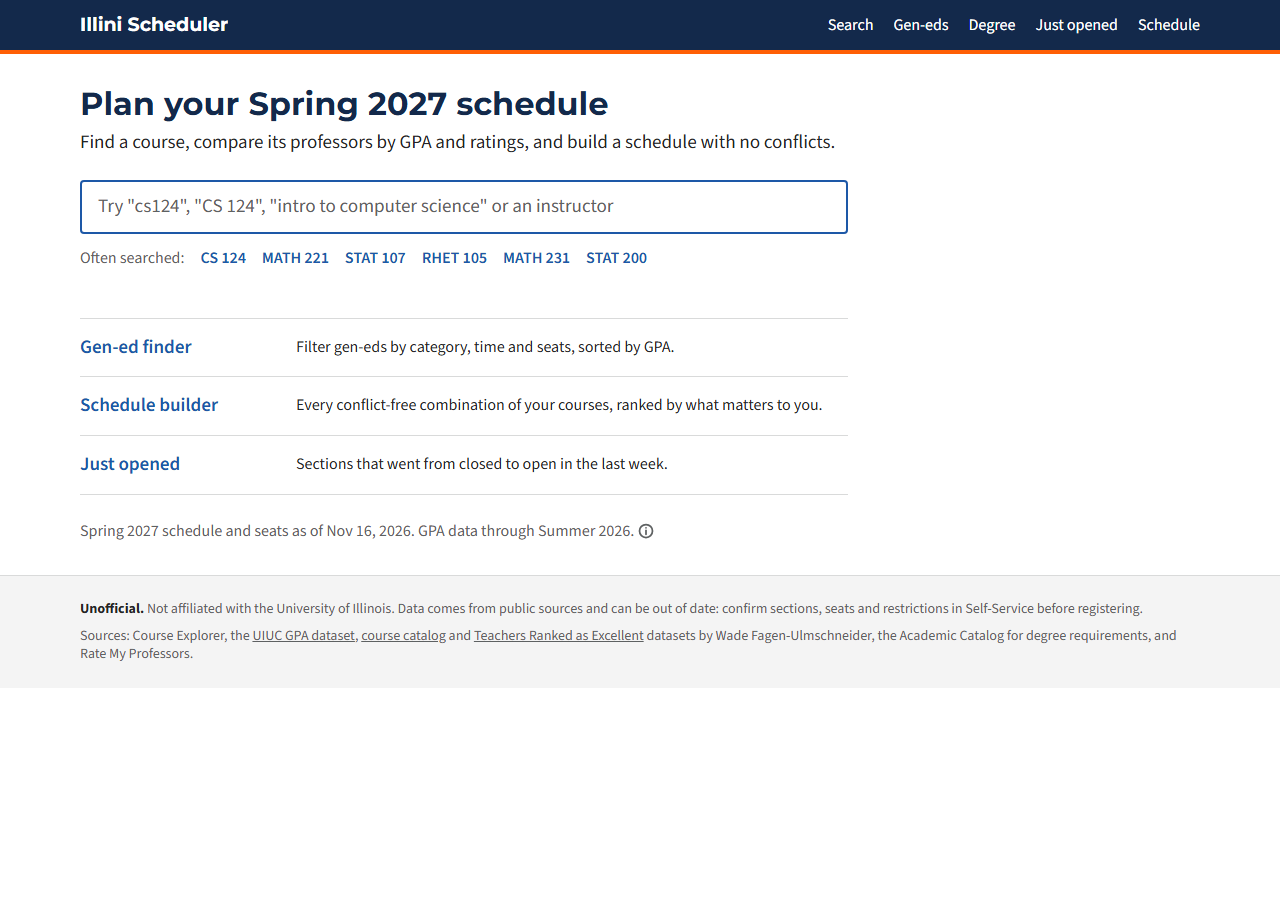 Illini Scheduler
Search Gen-eds Degree Just opened Schedule
Plan your Spring 2027 schedule
Find a course, compare its professors by GPA and ratings, and build a schedule with no conflicts.
Try "cs124", "CS 124", "intro to computer science" or an instructor
Often searched: CS 124 MATH 221 STAT 107 RHET 105 MATH 231 STAT 200
Gen-ed finder Filter gen-eds by category, time and seats, sorted by GPA.
Schedule builder Every conflict-free combination of your courses, ranked by what matters to you.
Just opened Sections that went from closed to open in the last week.
Spring 2027 schedule and seats as of Nov 16, 2026. GPA data through Summer 2026.
Unofficial. Not affiliated with the University of Illinois. Data comes from public sources and can be out of date: confirm sections, seats and restrictions in Self-Service before registering.
Sources: Course Explorer, the UIUC GPA dataset, course catalog and Teachers Ranked as Excellent datasets by Wade Fagen-Ulmschneider, the Academic Catalog for degree requirements, and
Rate My Professors.